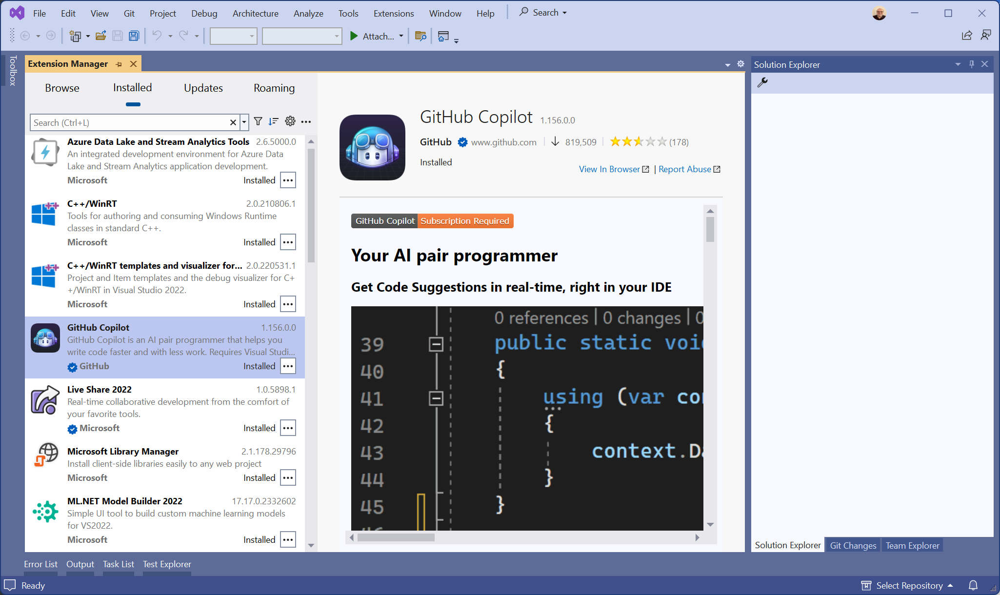 File Edit View Git Project Debug Architecture Analyze Tools Extensions Window Help Search
Attach...
Toolbox
Extension Manager
Browse Installed Updates Roaming
Search (Ctrl+L)
Azure Data Lake and Stream Analytics Tools 2.6.5000.0
An integrated development environment for Azure Data
Lake and Stream Analytics application development.
Microsoft Installed
C++/WinRT 2.0.210806.1
Tools for authoring and consuming Windows Runtime
classes in standard C++.
Microsoft Installed
C++/WinRT templates and visualizer for... 2.0.220531.1
Project and Item templates and the debug visualizer for C+
+/WinRT in Visual Studio 2022.
Microsoft Installed
GitHub Copilot 1.156.0.0
GitHub Copilot is an AI pair programmer that helps you
write code faster and with less work. Requires Visual Studi...
GitHub Installed
Live Share 2022 1.0.5898.1
Real-time collaborative development from the comfort of
your favorite tools.
Microsoft Installed
Microsoft Library Manager 2.1.178.29796
Install client-side libraries easily to any web project
Microsoft Installed
ML.NET Model Builder 2022 17.17.0.2332602
Simple UI tool to build custom machine learning models
for VS2022.
Microsoft Installed
GitHub Copilot 1.156.0.0
GitHub www.github.com 819,509 (178)
Installed
View In Browser | Report Abuse
GitHub Copilot Subscription Required
Your AI pair programmer
Get Code Suggestions in real-time, right in your IDE
0 references | 0 changes | 0
39 public static void
40 {
41 using (var con
42 {
43 context.Da
44 }
45 }
46
Solution Explorer
Solution Explorer Git Changes Team Explorer
Error List Output Task List Test Explorer
Ready Select Repository